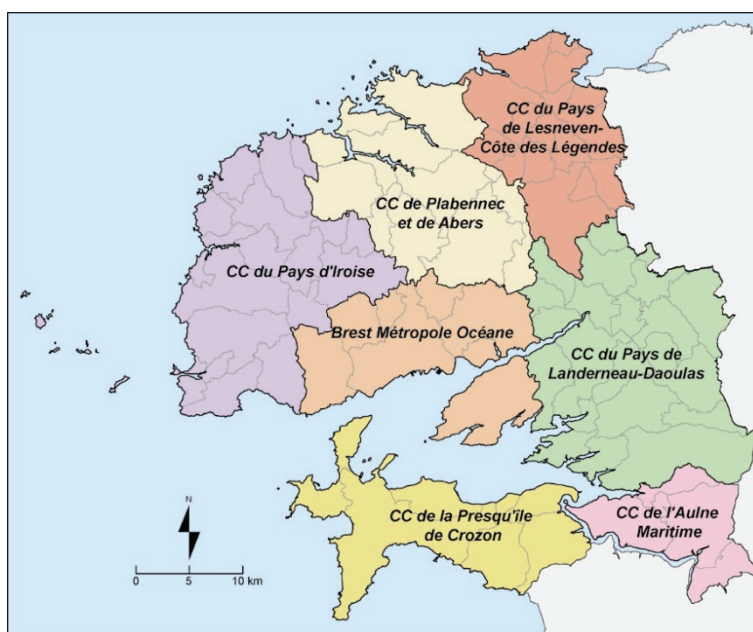 CC du Pays
de Lesneven-
Côte des Légendes
CC de Plabennec
et de Abers
CC du Pays d'Iroise
Brest Métropole Océane
CC du Pays de
Landerneau-Daoulas
CC de la Presqu'île
de Crozon
CC de l'Aulne
Maritime
N
0 5 10 km